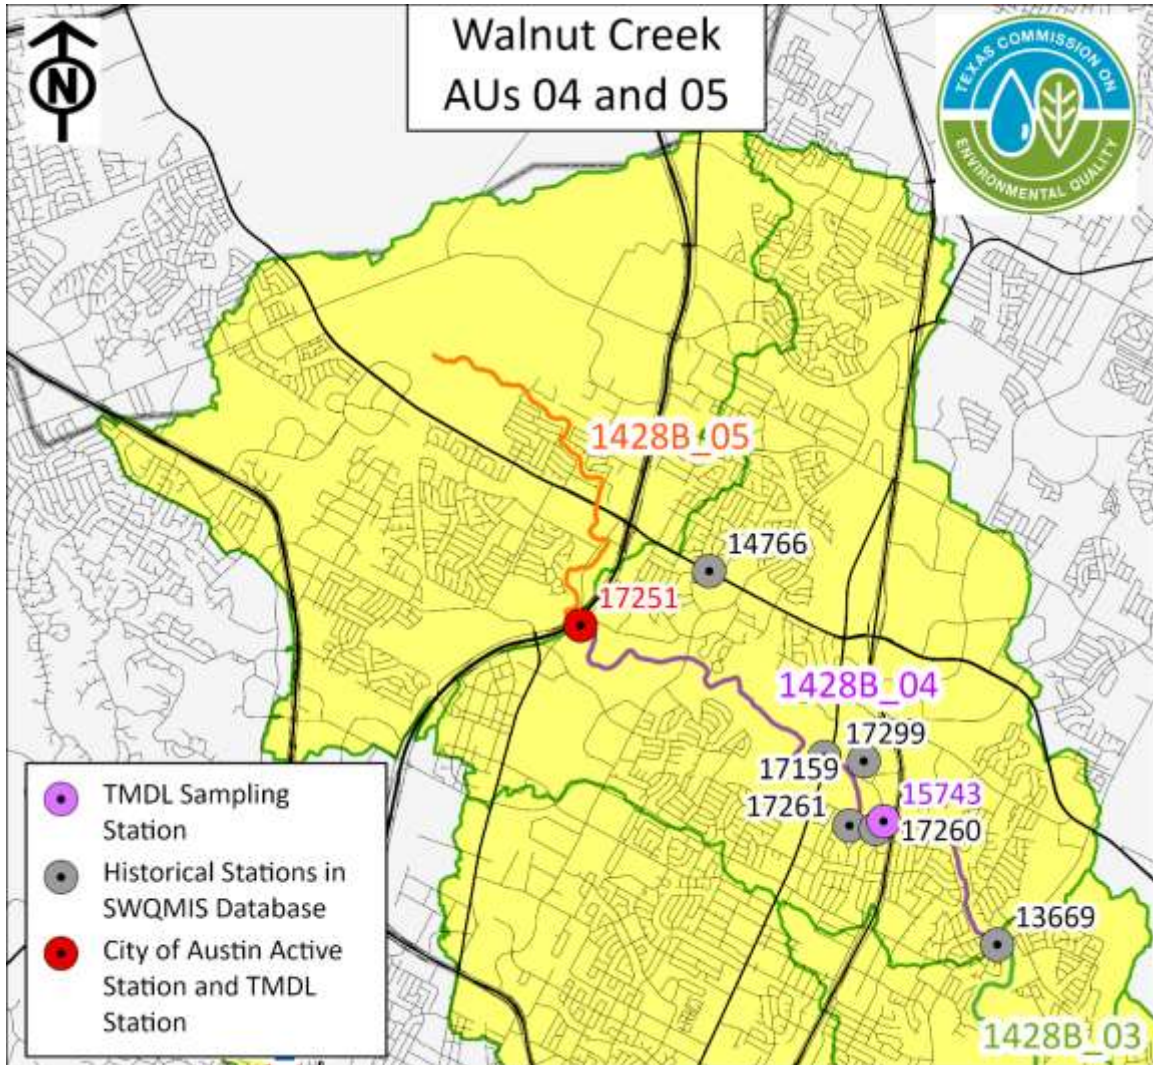 Walnut Creek
AUs 04 and 05
N
TEXAS COMMISSION ON
ENVIRONMENTAL QUALITY
1428B_05
14766
17251
1428B_04
17299
17159
17261
15743
17260
13669
1428B_03
TMDL Sampling
Station
Historical Stations in
SWQMIS Database
City of Austin Active
Station and TMDL
Station